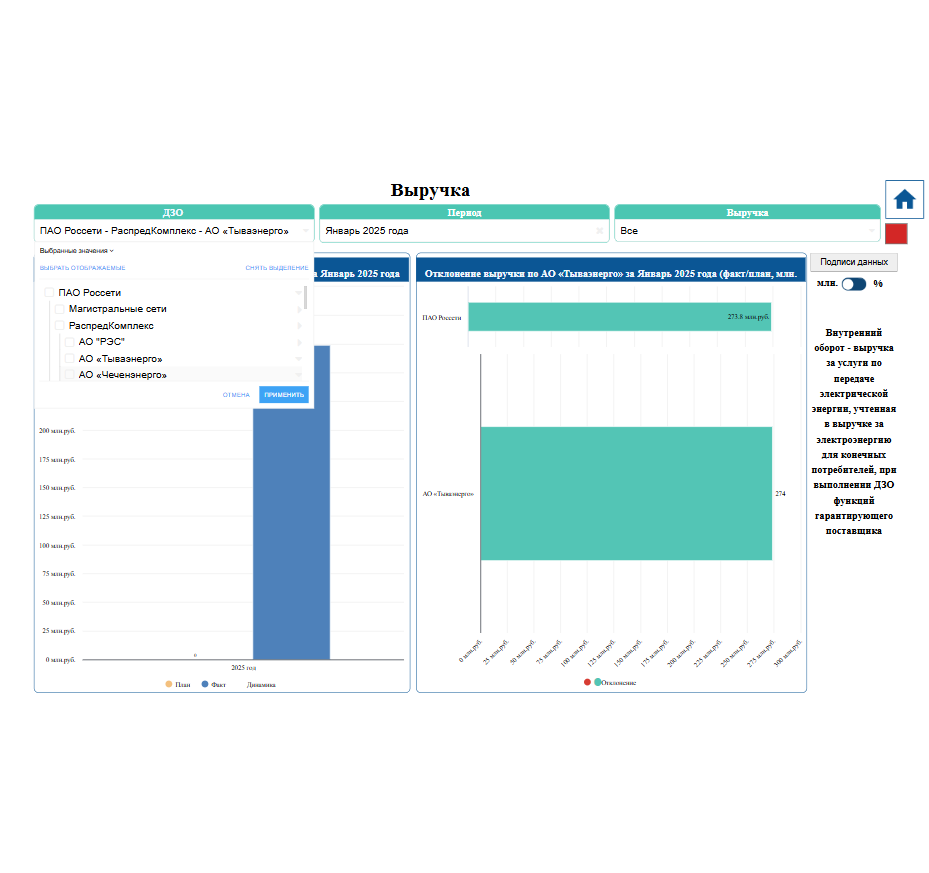 Выручка
ДЗО
Период
Выручка
ПАО Россети - РаспредКомплекс - АО «Тываэнерго»
Январь 2025 года
Все
Выбранные значения
ВЫБРАТЬ ОТОБРАЖАЕМЫЕ
СНЯТЬ ВЫДЕЛЕНИЕ
ПАО Россети
Магистральные сети
РаспредКомплекс
АО "РЭС"
АО «Тываэнерго»
АО «Чеченэнерго»
ОТМЕНА
ПРИМЕНИТЬ
а Январь 2025 года
200 млн.руб.
175 млн.руб.
150 млн.руб.
125 млн.руб.
100 млн.руб.
75 млн.руб.
50 млн.руб.
25 млн.руб.
0 млн.руб.
0
2025 год
План
Факт
Динамика
Отклонение выручки по АО «Тываэнерго» за Январь 2025 года (факт/план, млн.
ПАО Россети
273.8 млн.руб.
АО «Тываэнерго»
274
0 млн.руб.
25 млн.руб.
50 млн.руб.
75 млн.руб.
100 млн.руб.
125 млн.руб.
150 млн.руб.
175 млн.руб.
200 млн.руб.
225 млн.руб.
250 млн.руб.
275 млн.руб.
300 млн.руб.
Отклонение
Подписи данных
млн.
%
Внутренний
оборот - выручка
за услуги по
передаче
электрической
энергии, учтенная
в выручке за
электроэнергию
для конечных
потребителей, при
выполнении ДЗО
функций
гарантирующего
поставщика